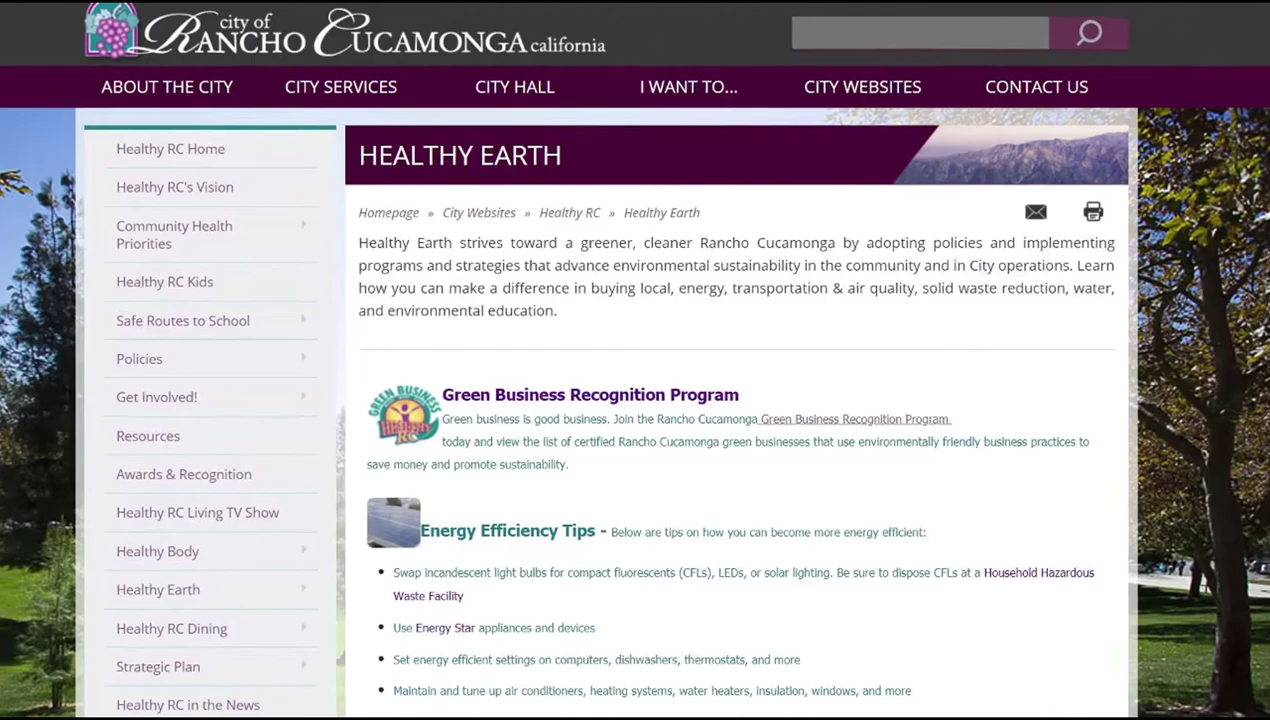 city of
RANCHO CUCAMONGA california
ABOUT THE CITY
CITY SERVICES
CITY HALL
I WANT TO...
CITY WEBSITES
CONTACT US
Healthy RC Home
Healthy RC's Vision
Community Health
Priorities
Healthy RC Kids
Safe Routes to School
Policies
Get Involved!
Resources
Awards & Recognition
Healthy RC Living TV Show
Healthy Body
Healthy Earth
Healthy RC Dining
Strategic Plan
Healthy RC in the News
HEALTHY EARTH
Homepage » City Websites » Healthy RC » Healthy Earth
Healthy Earth strives toward a greener, cleaner Rancho Cucamonga by adopting policies and implementing
programs and strategies that advance environmental sustainability in the community and in City operations. Learn
how you can make a difference in buying local, energy, transportation & air quality, solid waste reduction, water,
and environmental education.
GREEN BUSINESS
HEALTHY
RC
Green Business Recognition Program
Green business is good business. Join the Rancho Cucamonga Green Business Recognition Program
today and view the list of certified Rancho Cucamonga green businesses that use environmentally friendly business practices to
save money and promote sustainability.
Energy Efficiency Tips - Below are tips on how you can become more energy efficient:
• Swap incandescent light bulbs for compact fluorescents (CFLs), LEDs, or solar lighting. Be sure to dispose CFLs at a Household Hazardous
Waste Facility
• Use Energy Star appliances and devices
• Set energy efficient settings on computers, dishwashers, thermostats, and more
• Maintain and tune up air conditioners, heating systems, water heaters, insulation, windows, and more